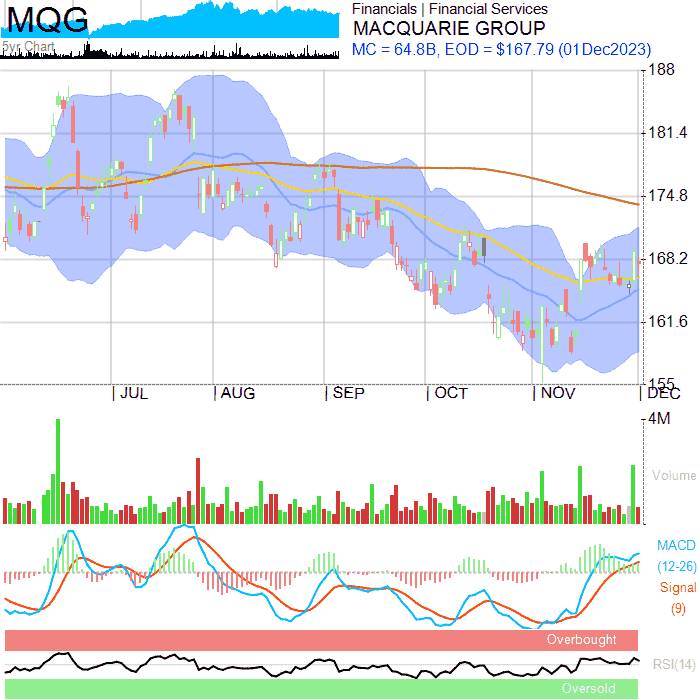 MQG
5yr Chart
Financials | Financial Services
MACQUARIE GROUP
MC = 64.8B, EOD = $167.79 (01Dec2023)
188
181.4
174.8
168.2
161.6
155
JUL AUG SEP OCT NOV DEC
4M
Volume
MACD
(12-26)
Signal
(9)
Overbought
RSI(14)
Oversold